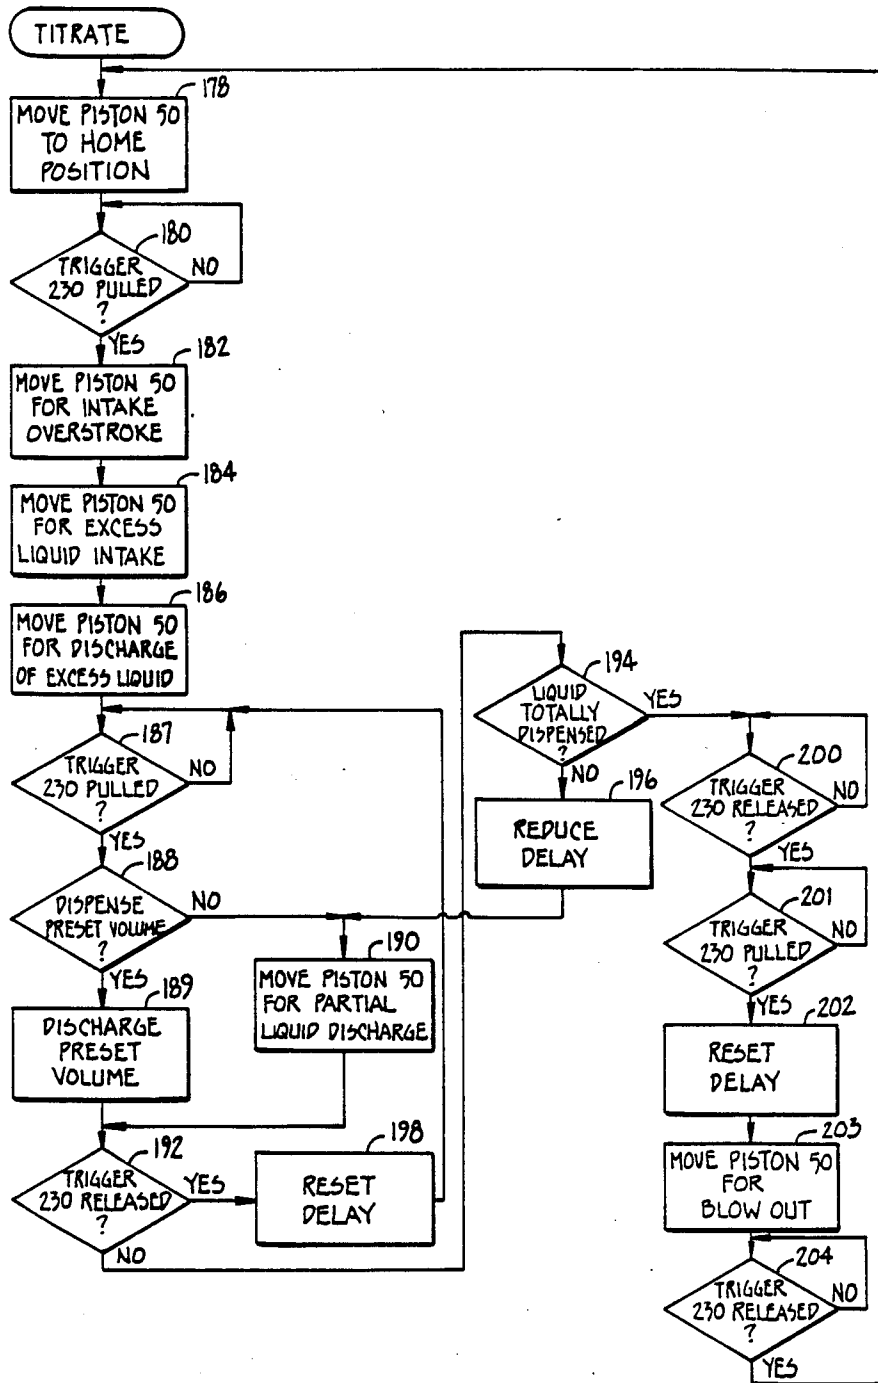 TITRATE
178
MOVE PISTON 50
TO HOME
POSITION
180
TRIGGER
230 PULLED
?
NO
YES
182
MOVE PISTON 50
FOR INTAKE
OVERSTROKE
184
MOVE PISTON 50
FOR EXCESS
LIQUID INTAKE
186
MOVE PISTON 50
FOR DISCHARGE
OF EXCESS LIQUID
187
TRIGGER
230 PULLED
?
NO
YES
188
DISPENSE
PRESET VOLUME
?
NO
YES
189
DISCHARGE
PRESET
VOLUME
190
MOVE PISTON 50
FOR PARTIAL
LIQUID DISCHARGE
192
TRIGGER
230 RELEASED
?
YES
NO
198
RESET
DELAY
194
LIQUID
TOTALLY
DISPENSED
?
YES
NO
196
REDUCE
DELAY
200
TRIGGER
230 RELEASED
?
NO
YES
201
TRIGGER
230 PULLED
?
NO
YES
202
RESET
DELAY
203
MOVE PISTON 50
FOR
BLOW OUT
204
TRIGGER
230 RELEASED
?
NO
YES